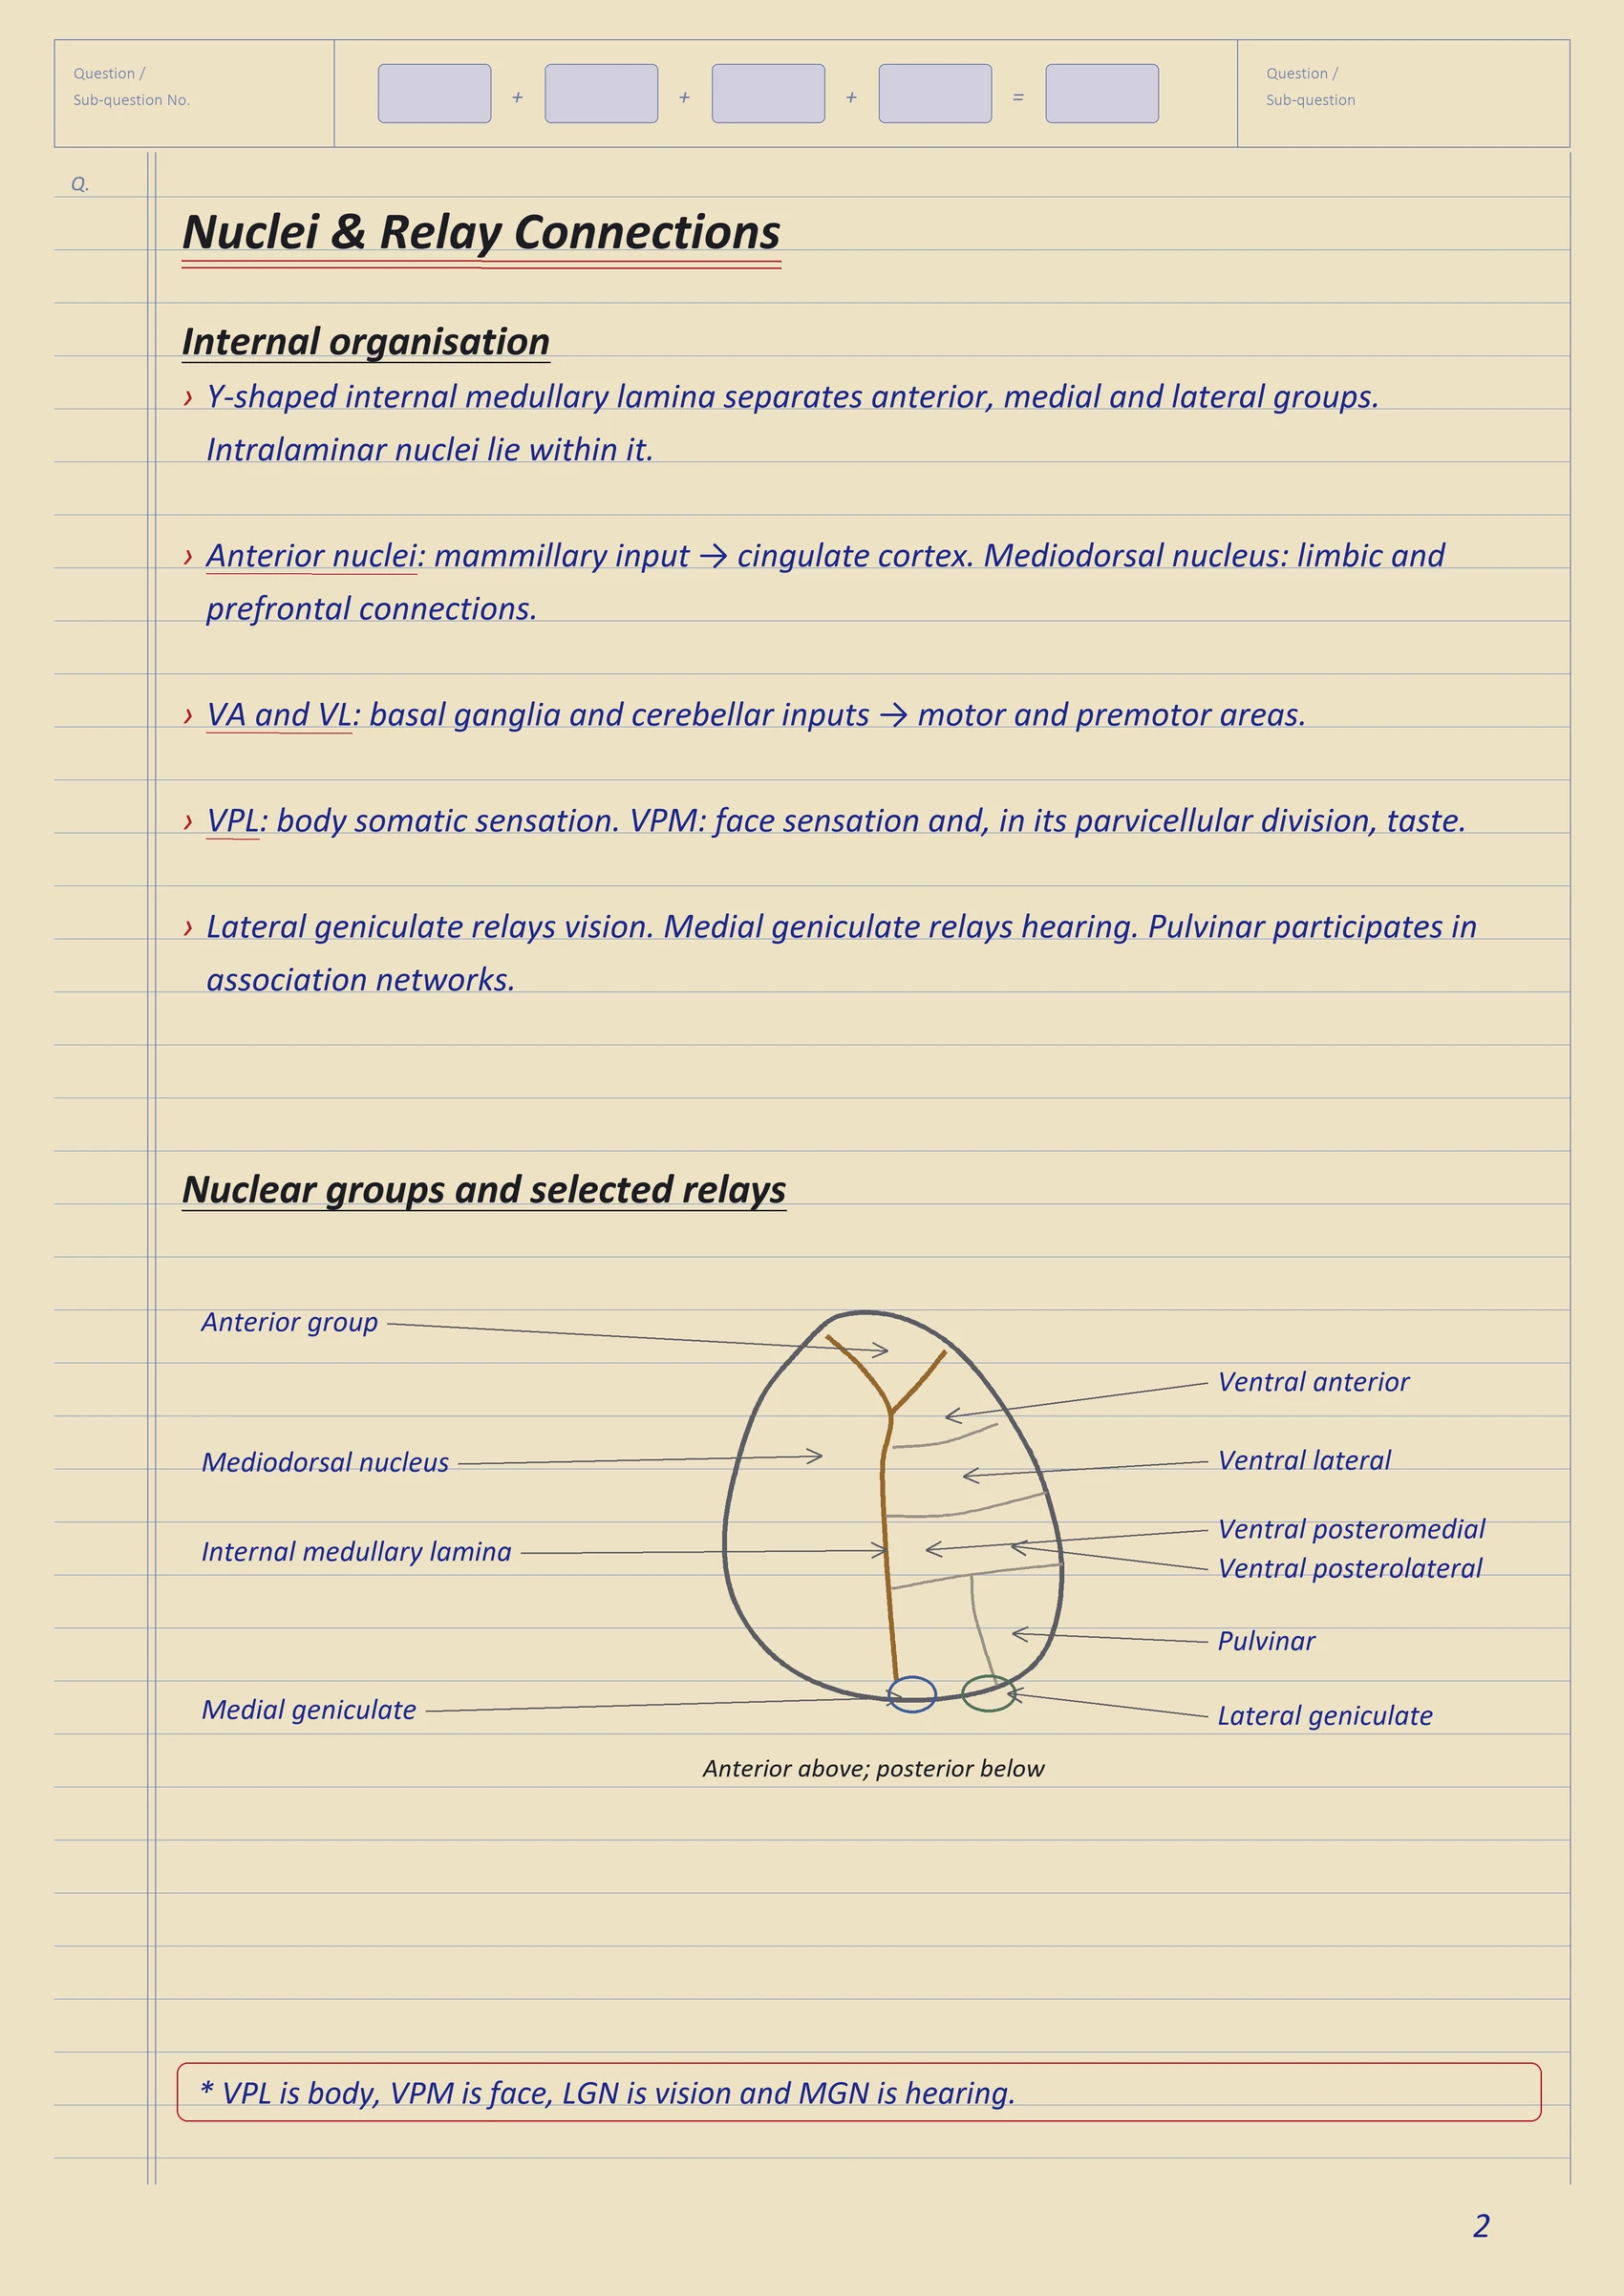 Question /
Sub-question No.
+ + + =
Question /
Sub-question
Q.
Nuclei & Relay Connections
Internal organisation
› Y-shaped internal medullary lamina separates anterior, medial and lateral groups.
Intralaminar nuclei lie within it.
› Anterior nuclei: mammillary input → cingulate cortex. Mediodorsal nucleus: limbic and
prefrontal connections.
› VA and VL: basal ganglia and cerebellar inputs → motor and premotor areas.
› VPL: body somatic sensation. VPM: face sensation and, in its parvicellular division, taste.
› Lateral geniculate relays vision. Medial geniculate relays hearing. Pulvinar participates in
association networks.
Nuclear groups and selected relays
Anterior group
Mediodorsal nucleus
Internal medullary lamina
Medial geniculate
Ventral anterior
Ventral lateral
Ventral posteromedial
Ventral posterolateral
Pulvinar
Lateral geniculate
Anterior above; posterior below
* VPL is body, VPM is face, LGN is vision and MGN is hearing.
2